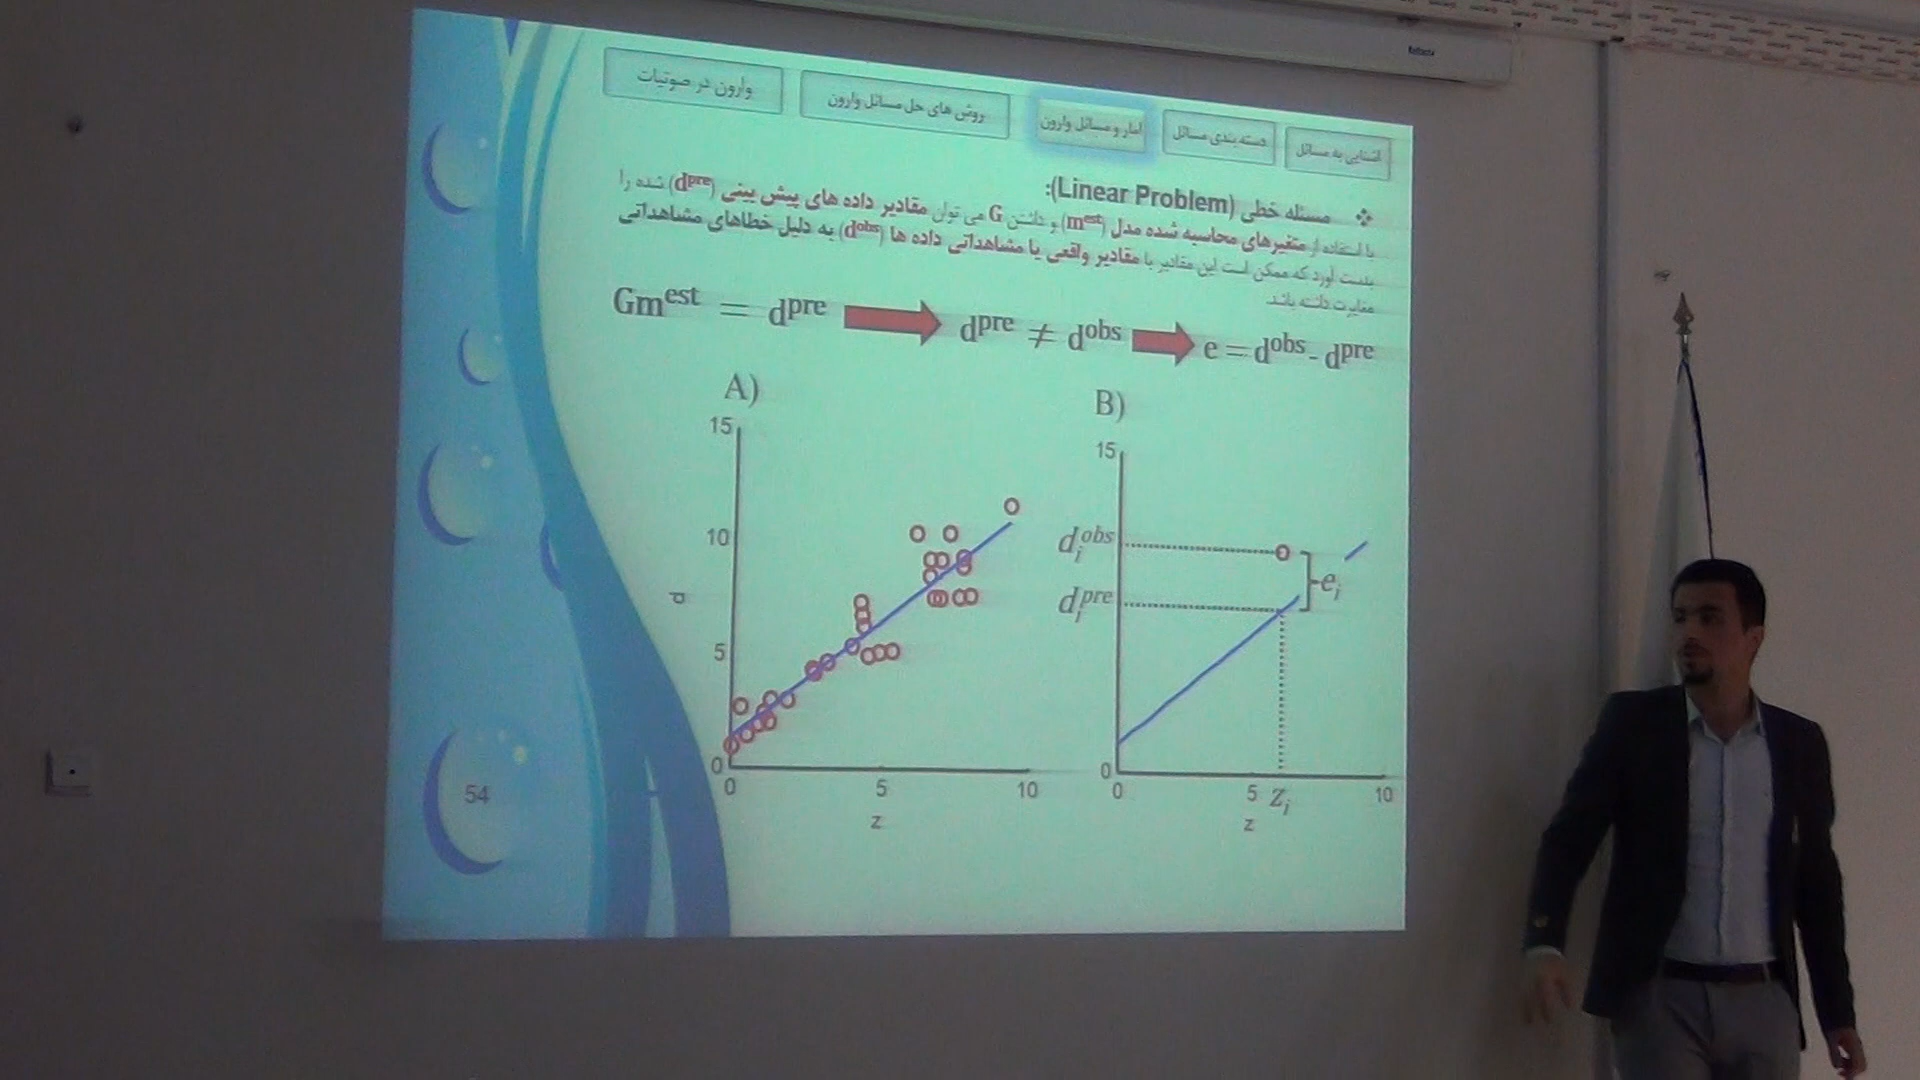 آشنایی به مسائل
دسته بندی مسائل
آمار و مسائل وارون
روش های حل مسائل وارون
وارون در صوتیات
❖ مسئله خطی (Linear Problem):
با استفاده از متغیرهای محاسبه شده مدل (mest) و داشتن G می توان مقادیر داده های پیش بینی (dpre) شده را
بدست آورد که ممکن است این مقادیر با مقادیر واقعی یا مشاهداتی داده ها (dobs) به دلیل خطاهای مشاهداتی
مغایرت داشته باشد.
Gmest = dpre dpre ≠ dobs e = dobs - dpre
A)
15
10
d
5
0
0 5 10
z
B)
15
diobs
dipre
ei
0
0 5 Zi 10
z
54